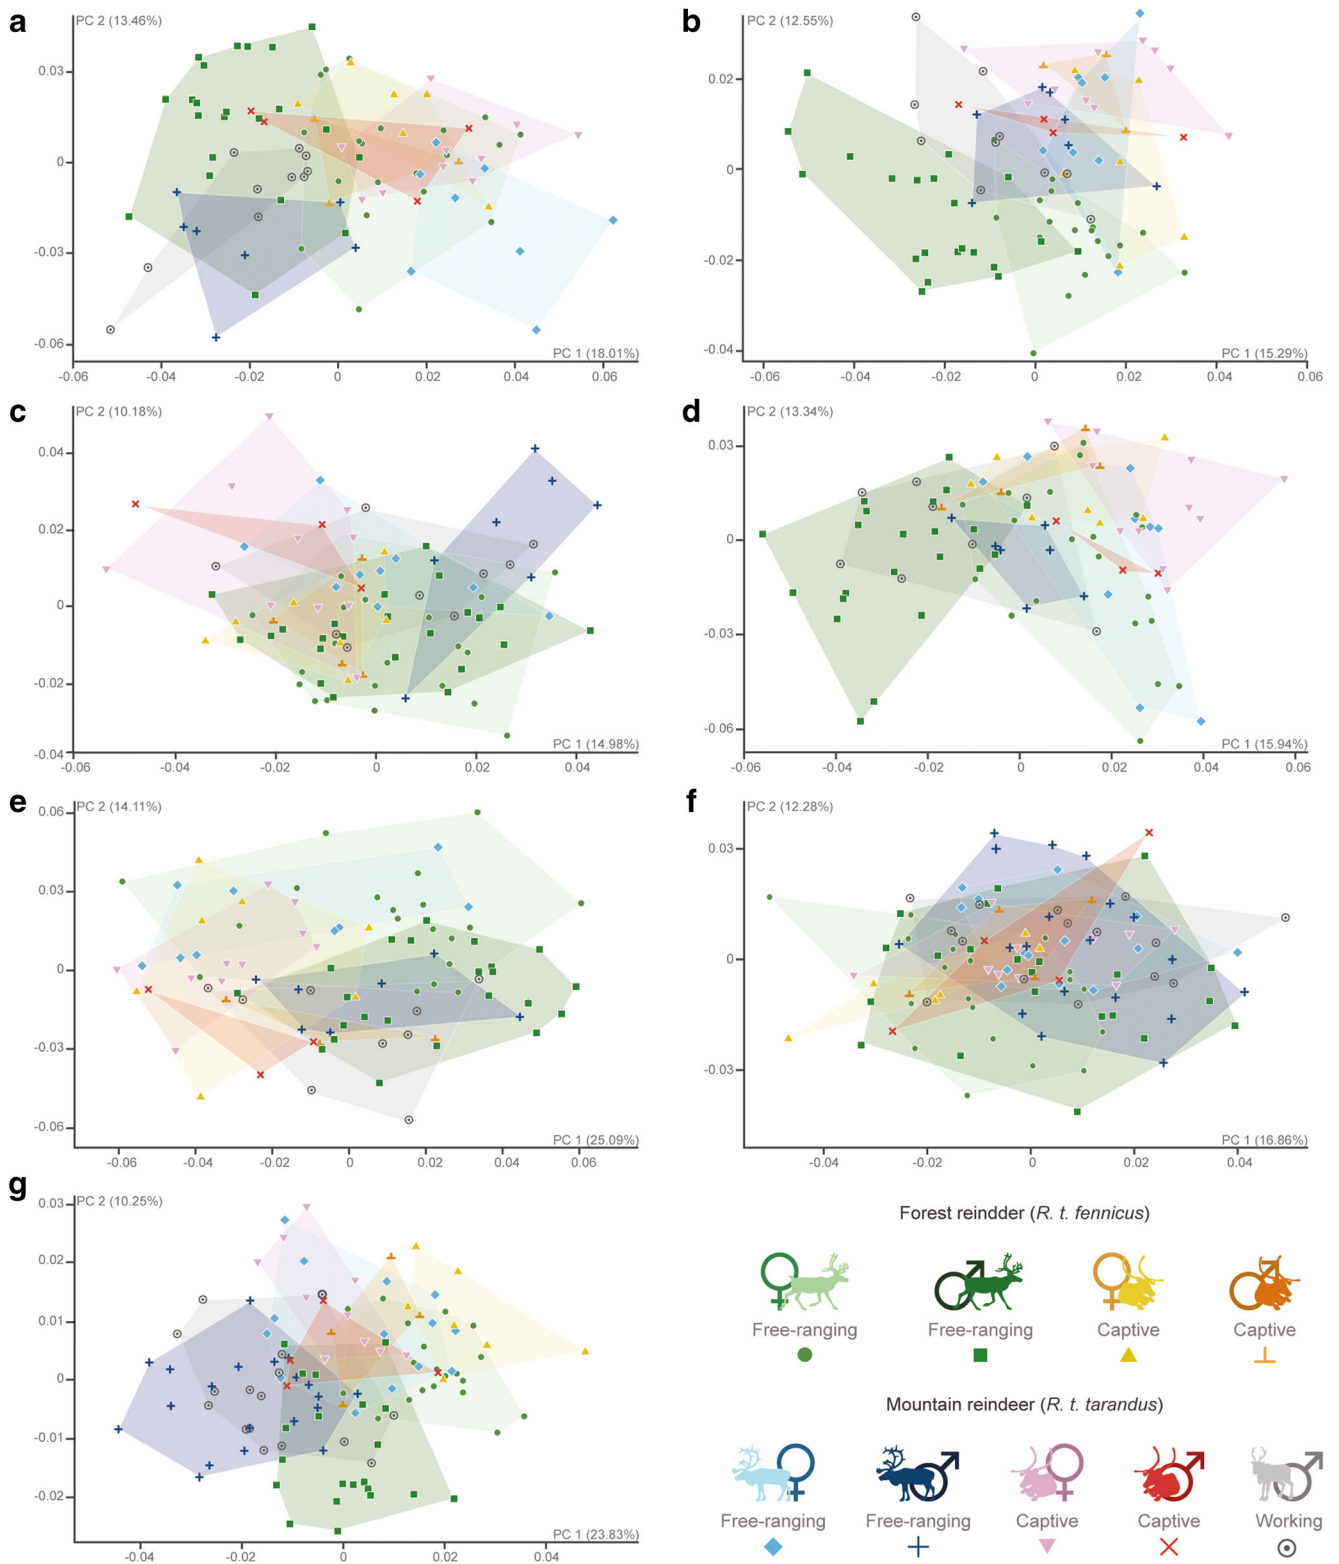 a
PC 2 (13.46%)
0.03
0
-0.03
-0.06
PC 1 (18.01%)
-0.06 -0.04 -0.02 0 0.02 0.04 0.06
b
PC 2 (12.55%)
0.02
0
-0.02
-0.04
PC 1 (15.29%)
-0.06 -0.04 -0.02 0 0.02 0.04 0.06
c
PC 2 (10.18%)
0.04
0.02
0
-0.02
-0.04
PC 1 (14.98%)
-0.06 -0.04 -0.02 0 0.02 0.04
d
PC 2 (13.34%)
0.03
0
-0.03
-0.06
PC 1 (15.94%)
-0.06 -0.04 -0.02 0 0.02 0.04 0.06
e
PC 2 (14.11%)
0.06
0.03
0
-0.03
-0.06
PC 1 (25.09%)
-0.06 -0.04 -0.02 0 0.02 0.04 0.06
f
PC 2 (12.28%)
0.03
0
-0.03
PC 1 (16.86%)
-0.04 -0.02 0 0.02 0.04
g
PC 2 (10.25%)
0.03
0.02
0.01
0
-0.01
-0.02
PC 1 (23.83%)
-0.04 -0.02 0 0.02 0.04
Forest reindder (R. t. fennicus)
Free-ranging Free-ranging Captive Captive
Mountain reindeer (R. t. tarandus)
Free-ranging Free-ranging Captive Captive Working